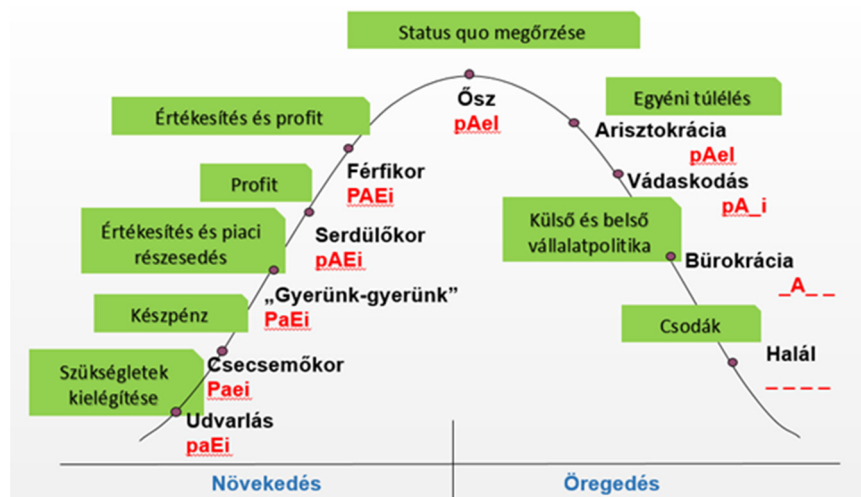 Status quo megőrzése
Értékesítés és profit
Ősz
pAeI
Egyéni túlélés
Arisztokrácia
pAeI
Férfikor
PAEi
Vádaskodás
pA_i
Profit
Serdülőkor
pAEi
Értékesítés és piaci
részesedés
Külső és belső
vállalatpolitika
Bürokrácia
_A_ _
„Gyerünk-gyerünk”
PaEi
Készpénz
Csodák
Csecsemőkor
Paei
Halál
_ _ _ _
Szükségletek
kielégítése
Udvarlás
paEi
Növekedés
Öregedés